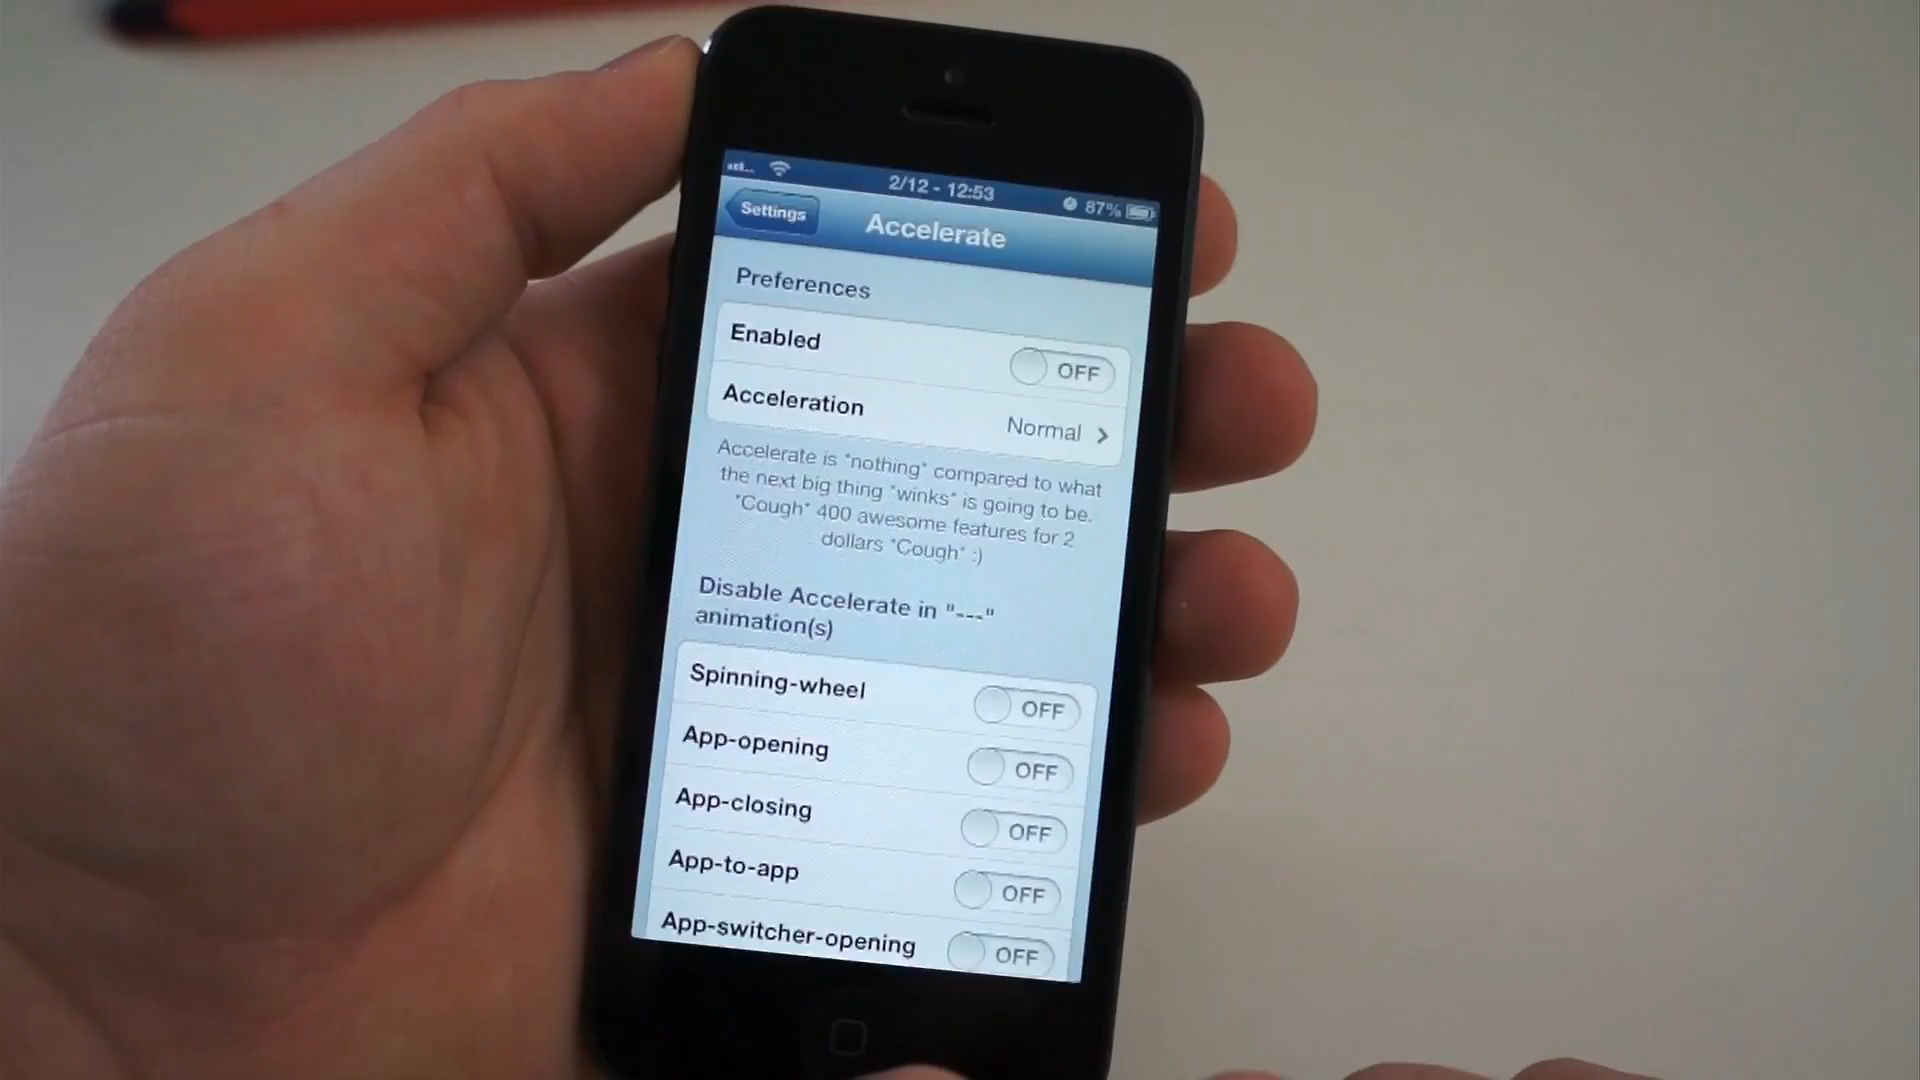 2/12 - 12:53
87%
Settings
Accelerate
Preferences
Enabled
OFF
Acceleration
Normal
Accelerate is *nothing* compared to what
the next big thing *winks* is going to be.
*Cough* 400 awesome features for 2
dollars *Cough* :)
Disable Accelerate in "---"
animation(s)
Spinning-wheel
OFF
App-opening
OFF
App-closing
OFF
App-to-app
OFF
App-switcher-opening
OFF